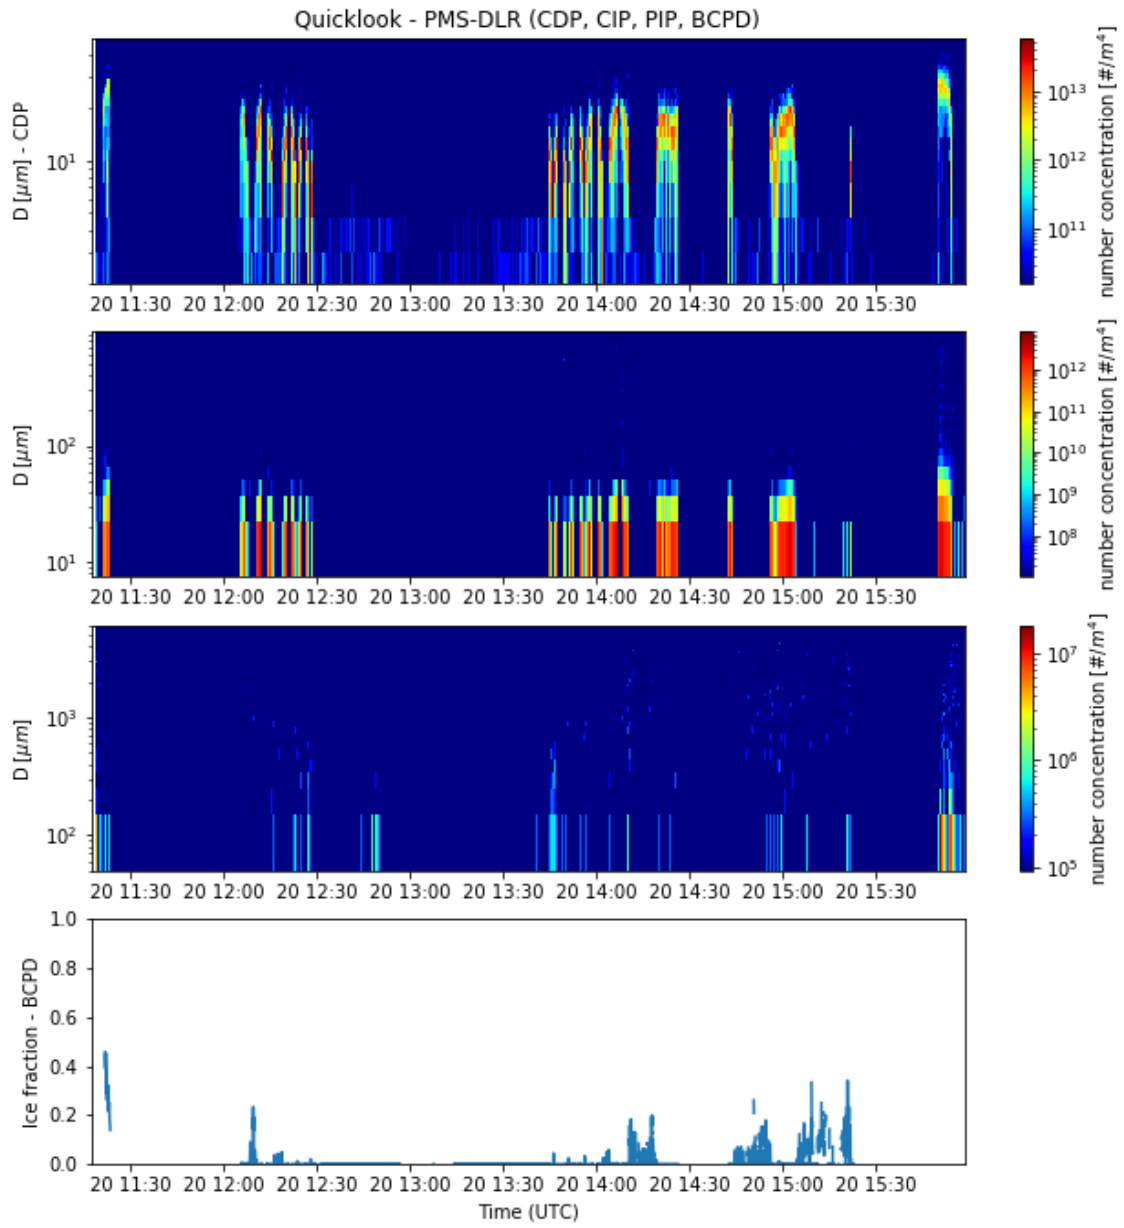 Quicklook - PMS-DLR (CDP, CIP, PIP, BCPD)
D [μm] - CDP
10¹
20 11:30 20 12:00 20 12:30 20 13:00 20 13:30 20 14:00 20 14:30 20 15:00 20 15:30
number concentration [#/m⁴]
10¹³
10¹²
10¹¹
D [μm]
10²
10¹
20 11:30 20 12:00 20 12:30 20 13:00 20 13:30 20 14:00 20 14:30 20 15:00 20 15:30
number concentration [#/m⁴]
10¹²
10¹¹
10¹⁰
10⁹
10⁸
D [μm]
10³
10²
20 11:30 20 12:00 20 12:30 20 13:00 20 13:30 20 14:00 20 14:30 20 15:00 20 15:30
number concentration [#/m⁴]
10⁷
10⁶
10⁵
Ice fraction - BCPD
1.0
0.8
0.6
0.4
0.2
0.0
20 11:30 20 12:00 20 12:30 20 13:00 20 13:30 20 14:00 20 14:30 20 15:00 20 15:30
Time (UTC)